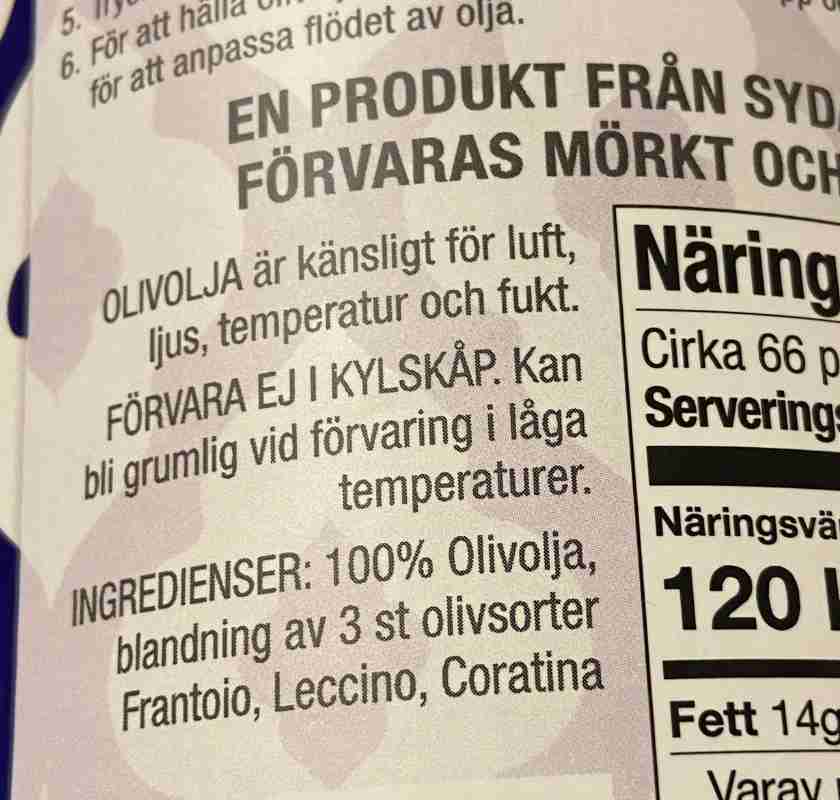 5.
6. För att hälla
för att anpassa flödet av olja.
EN PRODUKT FRÅN SYD
FÖRVARAS MÖRKT OCH
OLIVOLJA är känsligt för luft,
ljus, temperatur och fukt.
FÖRVARA EJ I KYLSKÅP. Kan
bli grumlig vid förvaring i låga
temperaturer.
INGREDIENSER: 100% Olivolja,
blandning av 3 st olivsorter
Frantoio, Leccino, Coratina
Näring
Cirka 66 p
Servering
Näringsvä
120
Fett 14g
Varav